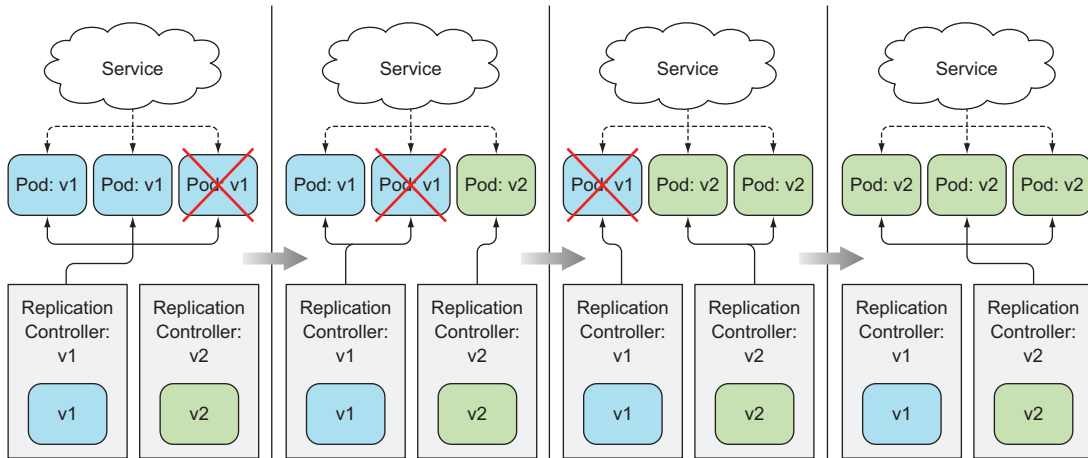 Service
Pod: v1
Pod: v1
Pod: v1
Replication
Controller:
v1
Replication
Controller:
v2
v1
v2
Service
Pod: v1
Pod: v1
Pod: v2
Replication
Controller:
v1
Replication
Controller:
v2
v1
v2
Service
Pod: v1
Pod: v2
Pod: v2
Replication
Controller:
v1
Replication
Controller:
v2
v1
v2
Service
Pod: v2
Pod: v2
Pod: v2
Replication
Controller:
v1
Replication
Controller:
v2
v1
v2